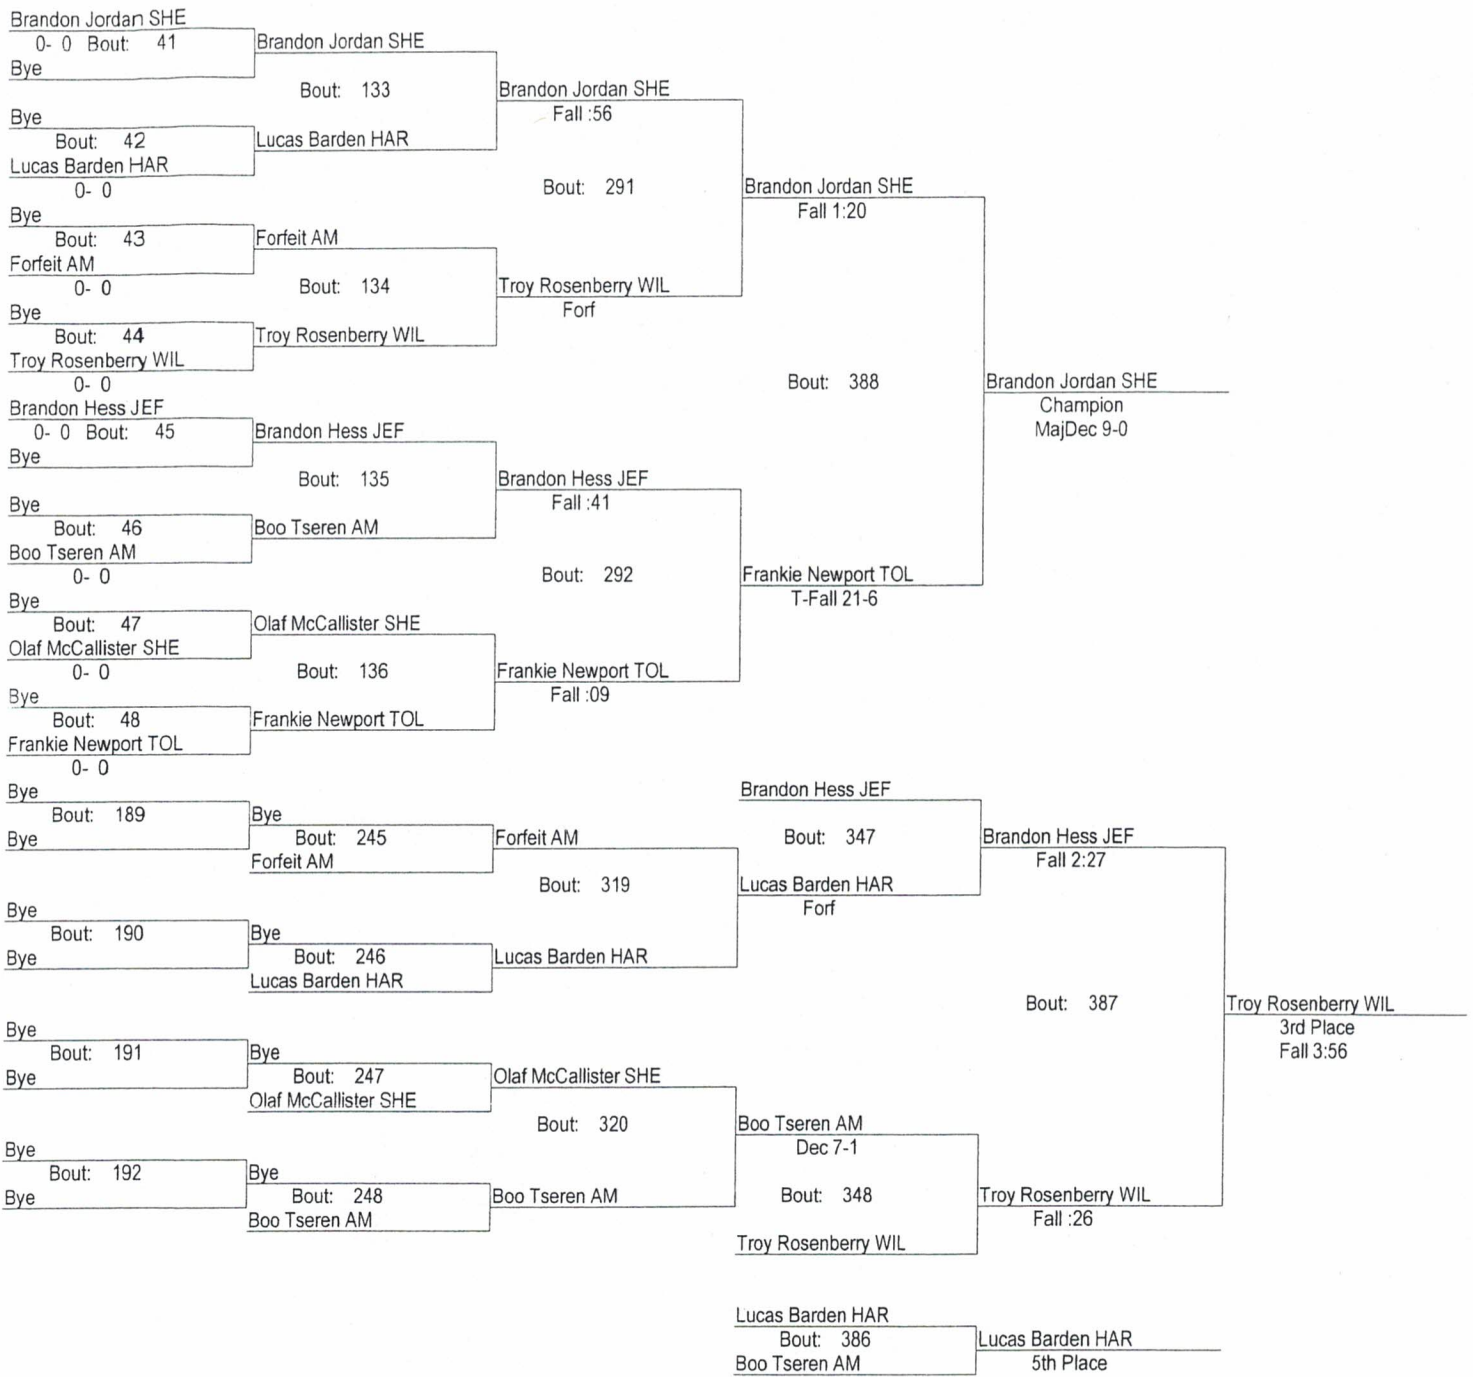 Brandon Jordan SHE
0- 0 Bout: 41
Bye
Bye
Bout: 42
Lucas Barden HAR
0- 0
Bye
Bout: 43
Forfeit AM
0- 0
Bye
Bout: 44
Troy Rosenberry WIL
0- 0
Brandon Hess JEF
0- 0 Bout: 45
Bye
Bye
Bout: 46
Boo Tseren AM
0- 0
Bye
Bout: 47
Olaf McCallister SHE
0- 0
Bye
Bout: 48
Frankie Newport TOL
0- 0
Brandon Jordan SHE
Bout: 133
Lucas Barden HAR
Forfeit AM
Bout: 134
Troy Rosenberry WIL
Brandon Hess JEF
Bout: 135
Boo Tseren AM
Olaf McCallister SHE
Bout: 136
Frankie Newport TOL
Brandon Jordan SHE
Fall :56
Bout: 291
Troy Rosenberry WIL
Forf
Brandon Hess JEF
Fall :41
Bout: 292
Frankie Newport TOL
Fall :09
Brandon Jordan SHE
Fall 1:20
Bout: 388
Frankie Newport TOL
T-Fall 21-6
Brandon Jordan SHE
Champion
MajDec 9-0
Bye
Bout: 189
Bye
Bye
Bout: 190
Bye
Bye
Bout: 191
Bye
Bye
Bout: 192
Bye
Bye
Bout: 245
Forfeit AM
Bye
Bout: 246
Lucas Barden HAR
Bye
Bout: 247
Olaf McCallister SHE
Bye
Bout: 248
Boo Tseren AM
Forfeit AM
Bout: 319
Lucas Barden HAR
Olaf McCallister SHE
Bout: 320
Boo Tseren AM
Brandon Hess JEF
Bout: 347
Lucas Barden HAR
Forf
Boo Tseren AM
Dec 7-1
Bout: 348
Troy Rosenberry WIL
Brandon Hess JEF
Fall 2:27
Bout: 387
Troy Rosenberry WIL
Fall :26
Troy Rosenberry WIL
3rd Place
Fall 3:56
Lucas Barden HAR
Bout: 386
Boo Tseren AM
Lucas Barden HAR
5th Place